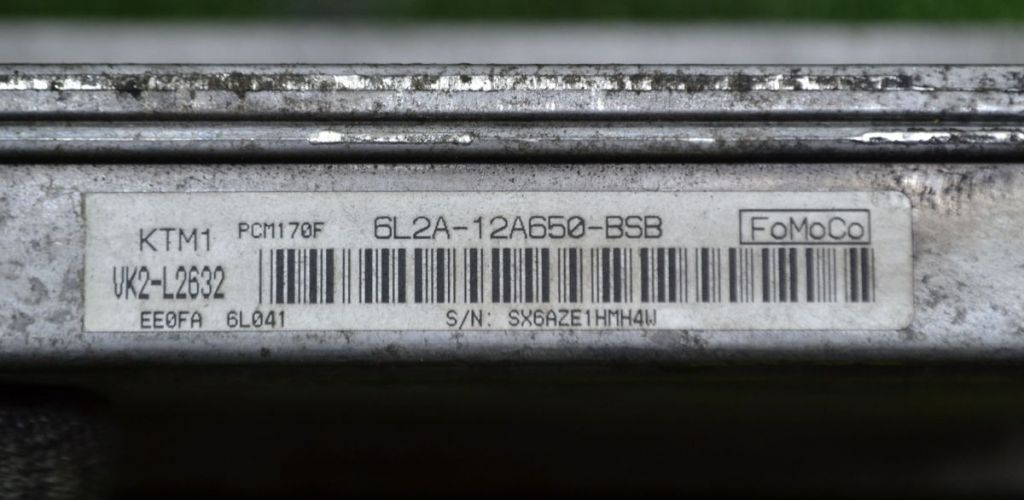 KTM1 PCM170F 6L2A-12A650-BSB FoMoCo
VK2-L2632
EE0FA 6L041 S/N: SX6AZE1HMH4W